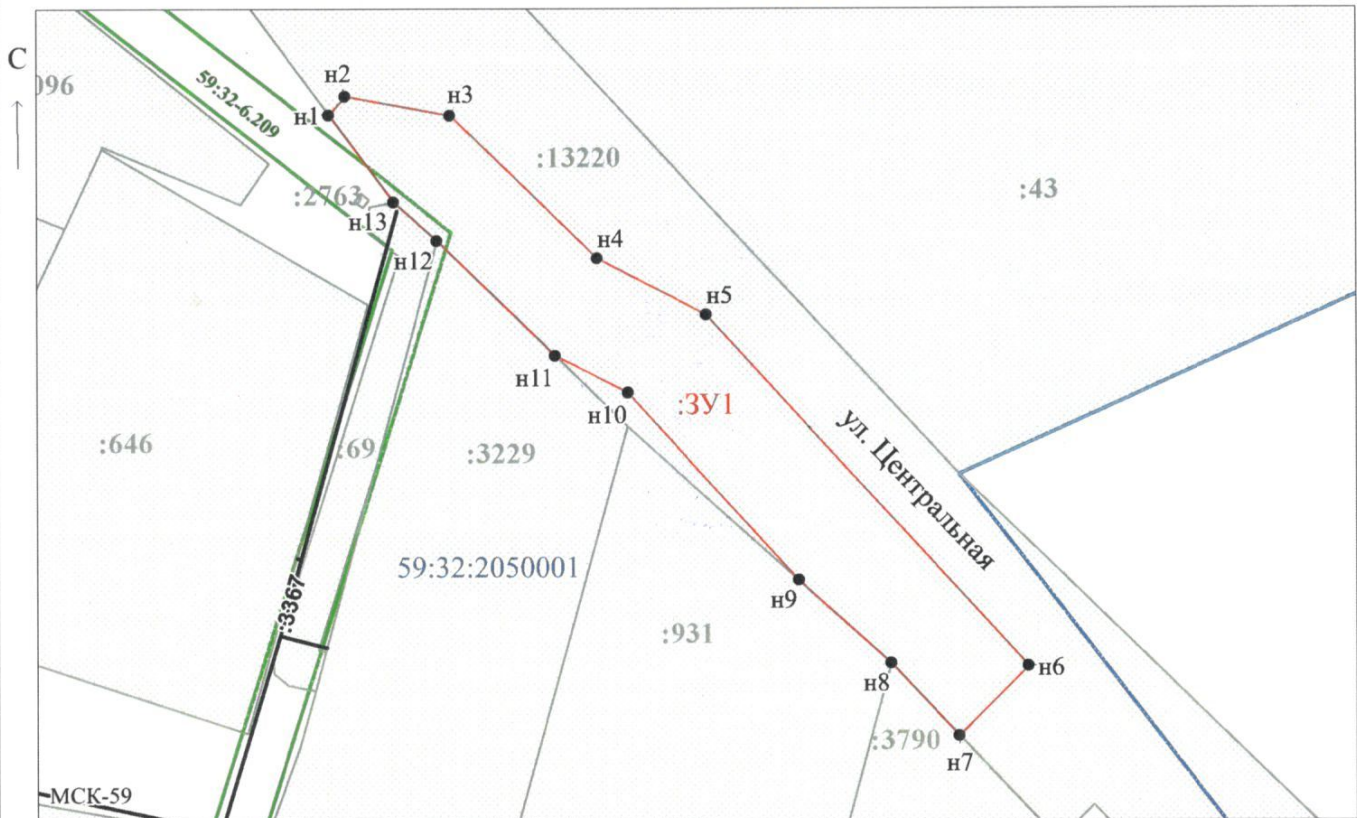 С
096
59:32-6.209
н2
н3
н1
:13220
:43
:2763
н13
н12
н4
н5
н11
н10
:ЗУ1
ул. Центральная
:646
:69
:3229
59:32:2050001
н9
:3367
:931
н6
н8
:3790
н7
МСК-59